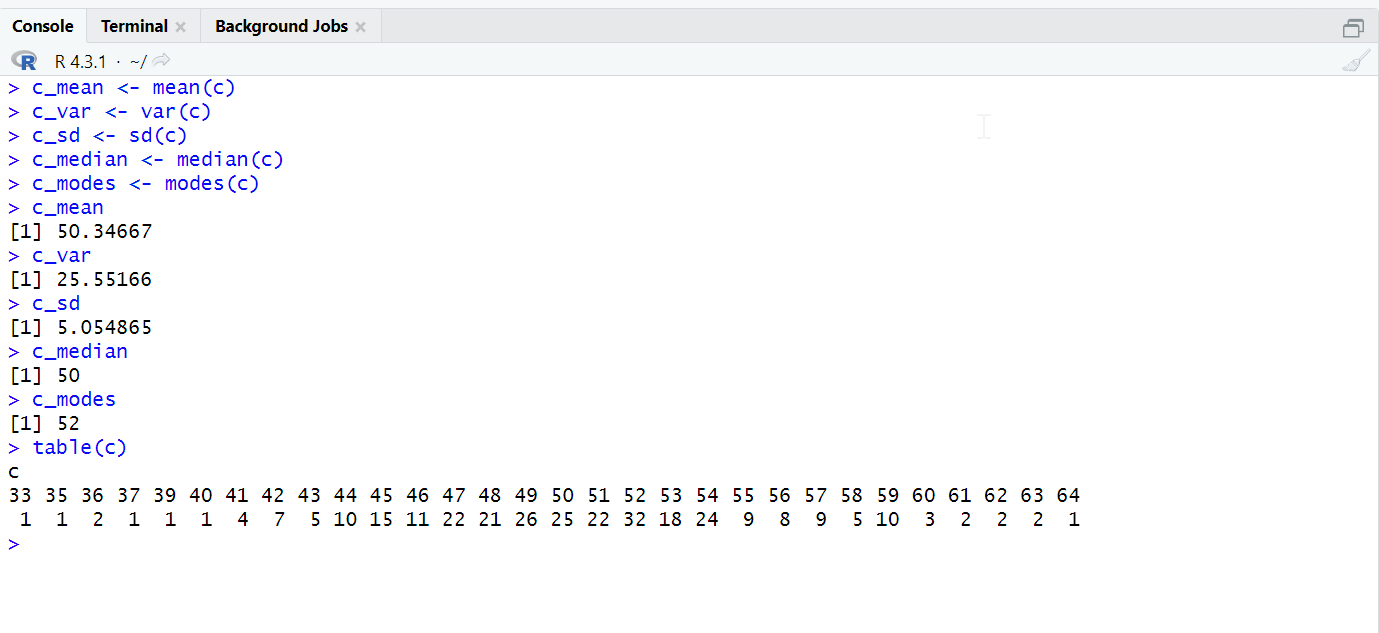 Console Terminal Background Jobs
R R 4.3.1 · ~/
> c_mean <- mean(c)
> c_var <- var(c)
> c_sd <- sd(c)
> c_median <- median(c)
> c_modes <- modes(c)
> c_mean
[1] 50.34667
> c_var
[1] 25.55166
> c_sd
[1] 5.054865
> c_median
[1] 50
> c_modes
[1] 52
> table(c)
c
33 35 36 37 39 40 41 42 43 44 45 46 47 48 49 50 51 52 53 54 55 56 57 58 59 60 61 62 63 64
1 1 2 1 1 1 4 7 5 10 15 11 22 21 26 25 22 32 18 24 9 8 9 5 10 3 2 2 2 1
>